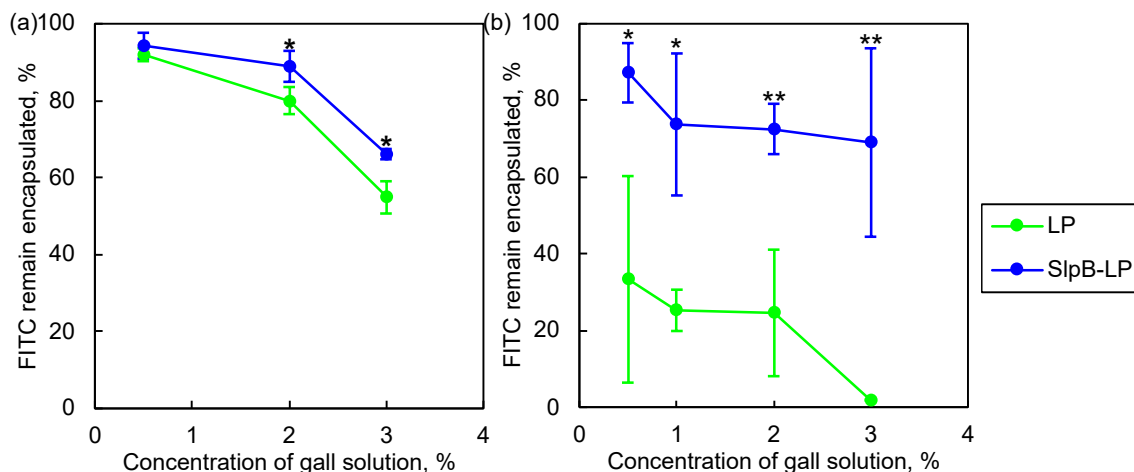 (a)
FITC remain encapsulated, %
100
80
60
40
20
0
0 1 2 3 4
Concentration of gall solution, %
*
*
(b)
FITC remain encapsulated, %
100
80
60
40
20
0
0 1 2 3 4
Concentration of gall solution, %
*
*
**
**
LP
SlpB-LP